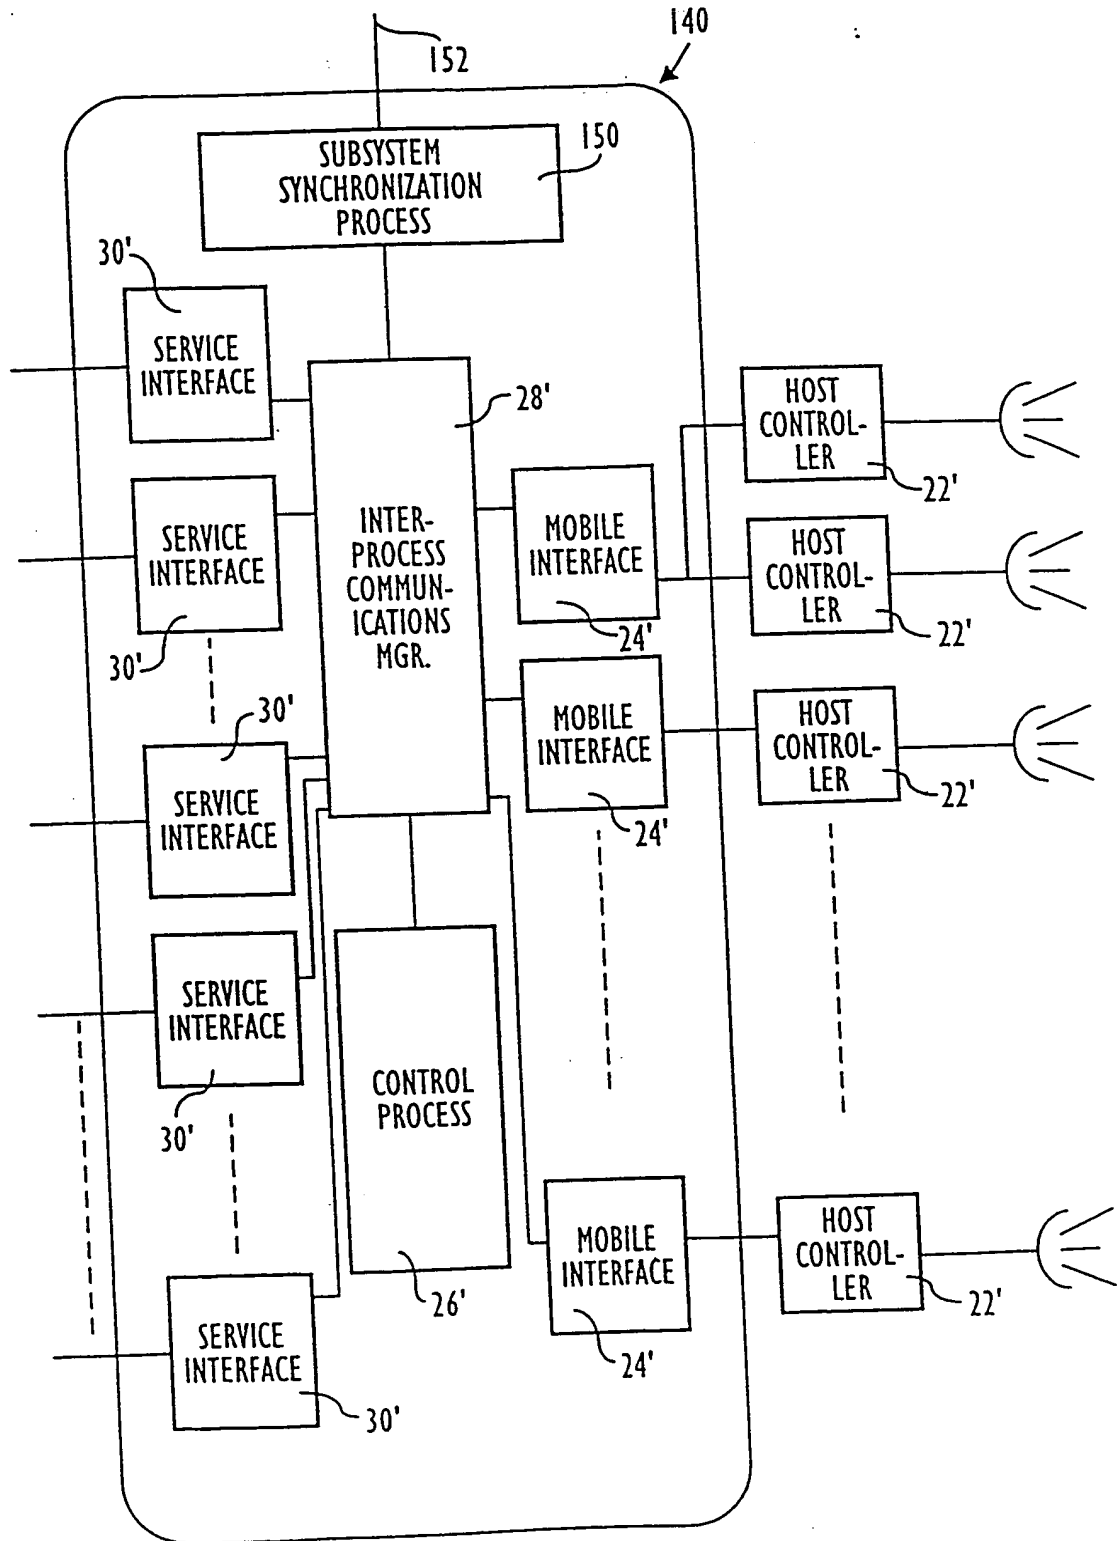 140
152
150
SUBSYSTEM
SYNCHRONIZATION
PROCESS
30'
SERVICE
INTERFACE
28'
HOST
CONTROL-
LER
22'
SERVICE
INTERFACE
30'
INTER-
PROCESS
COMMUN-
ICATIONS
MGR.
MOBILE
INTERFACE
24'
HOST
CONTROL-
LER
22'
30'
SERVICE
INTERFACE
MOBILE
INTERFACE
24'
HOST
CONTROL-
LER
22'
SERVICE
INTERFACE
30'
CONTROL
PROCESS
26'
MOBILE
INTERFACE
24'
HOST
CONTROL-
LER
22'
SERVICE
INTERFACE
30'